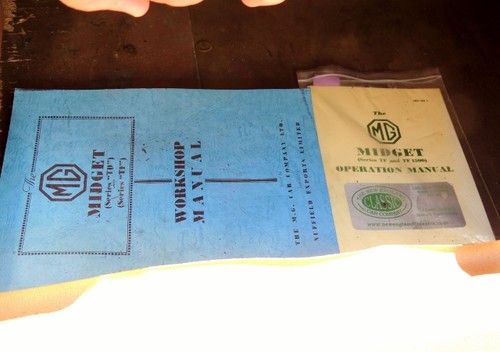 The
MG
MIDGET
(Series "TD")
(Series "TF")
WORKSHOP
MANUAL
THE M.G. CAR COMPANY LTD.
NUFFIELD EXPORTS LIMITED
The
MG
MIDGET
(Series TF and TF 1500)
OPERATION MANUAL
CLASSIC